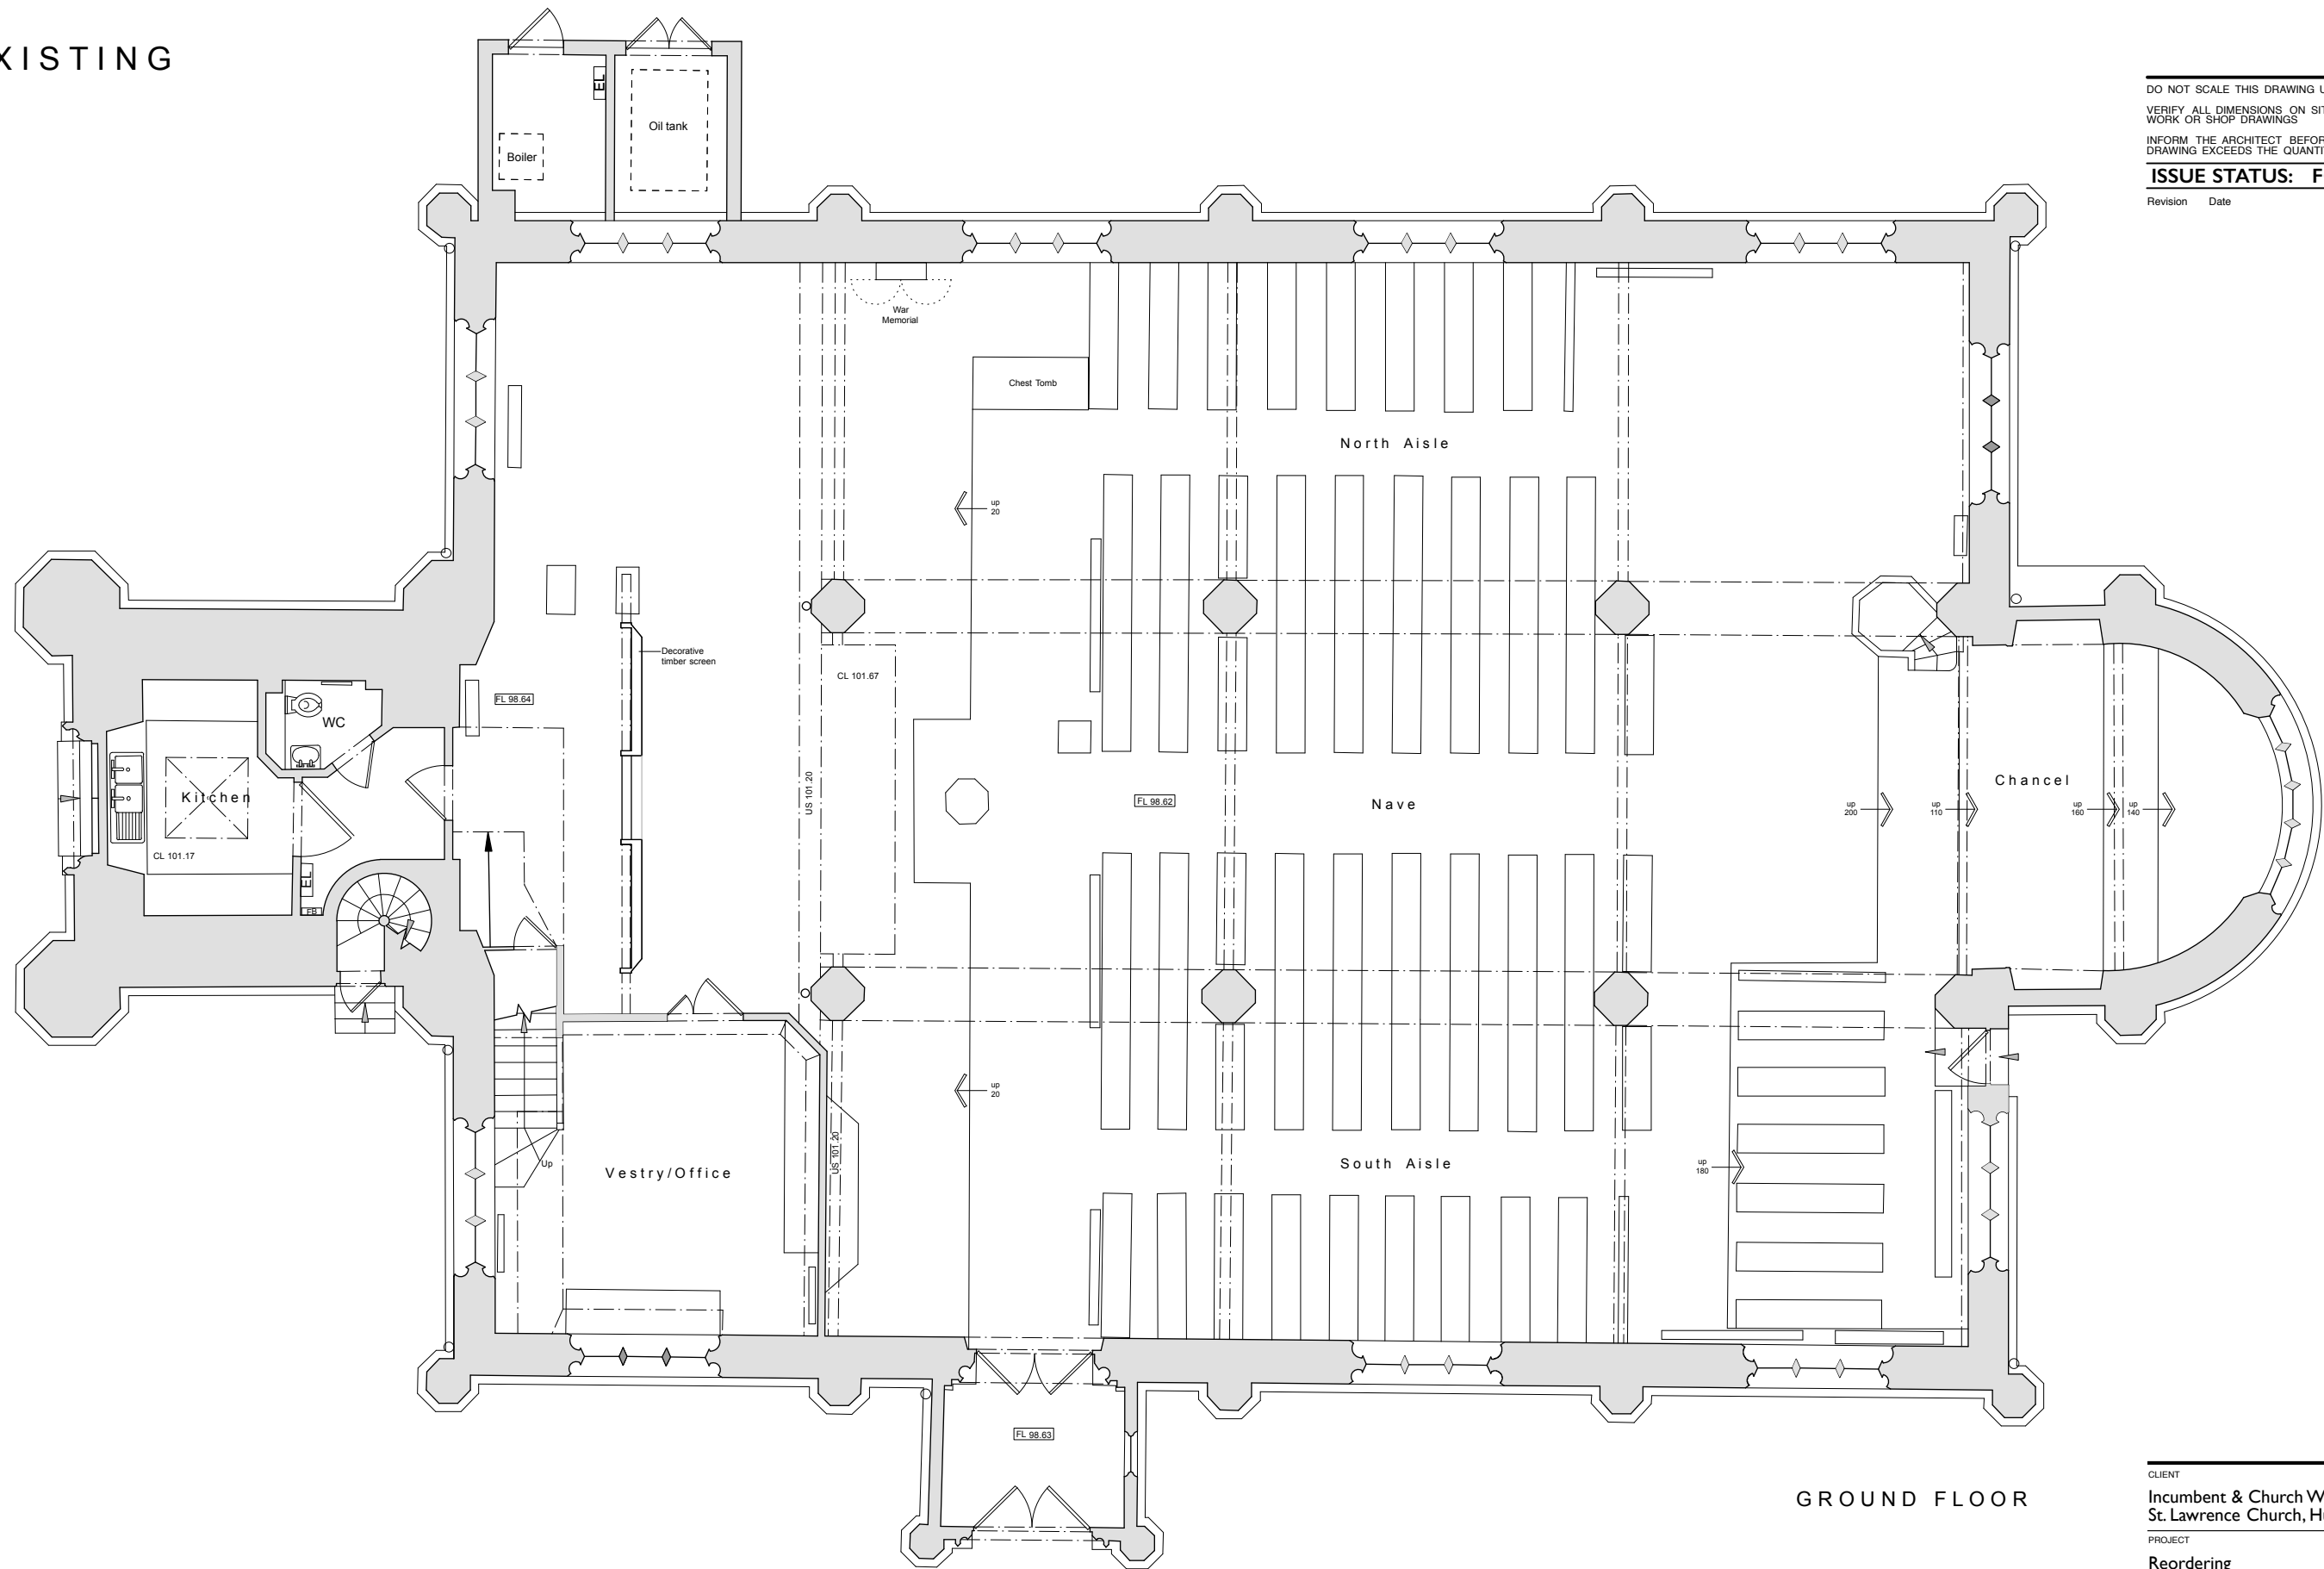 XISTING
DO NOT SCALE THIS DRAWING
VERIFY ALL DIMENSIONS ON
WORK OR SHOP DRAWINGS
INFORM THE ARCHITECT
DRAWING EXCEEDS THE
ISSUE STATUS:
Revision Date
EL
Oil tank
Boiler
War
Memorial
Chest Tomb
North Aisle
up
20
Decorative
timber screen
CL 101.67
FL 98.64
WC
US 101.20
Kitchen
CL 101.17
EL
FB
FL 98.62
Nave
Chancel
up
200
up
110
up
160
up
140
up
20
US 101.20
Up
Vestry/Office
South Aisle
up
180
FL 98.63
GROUND FLOOR
CLIENT
Incumbent & Church
St. Lawrence Church,
PROJECT
Reordering